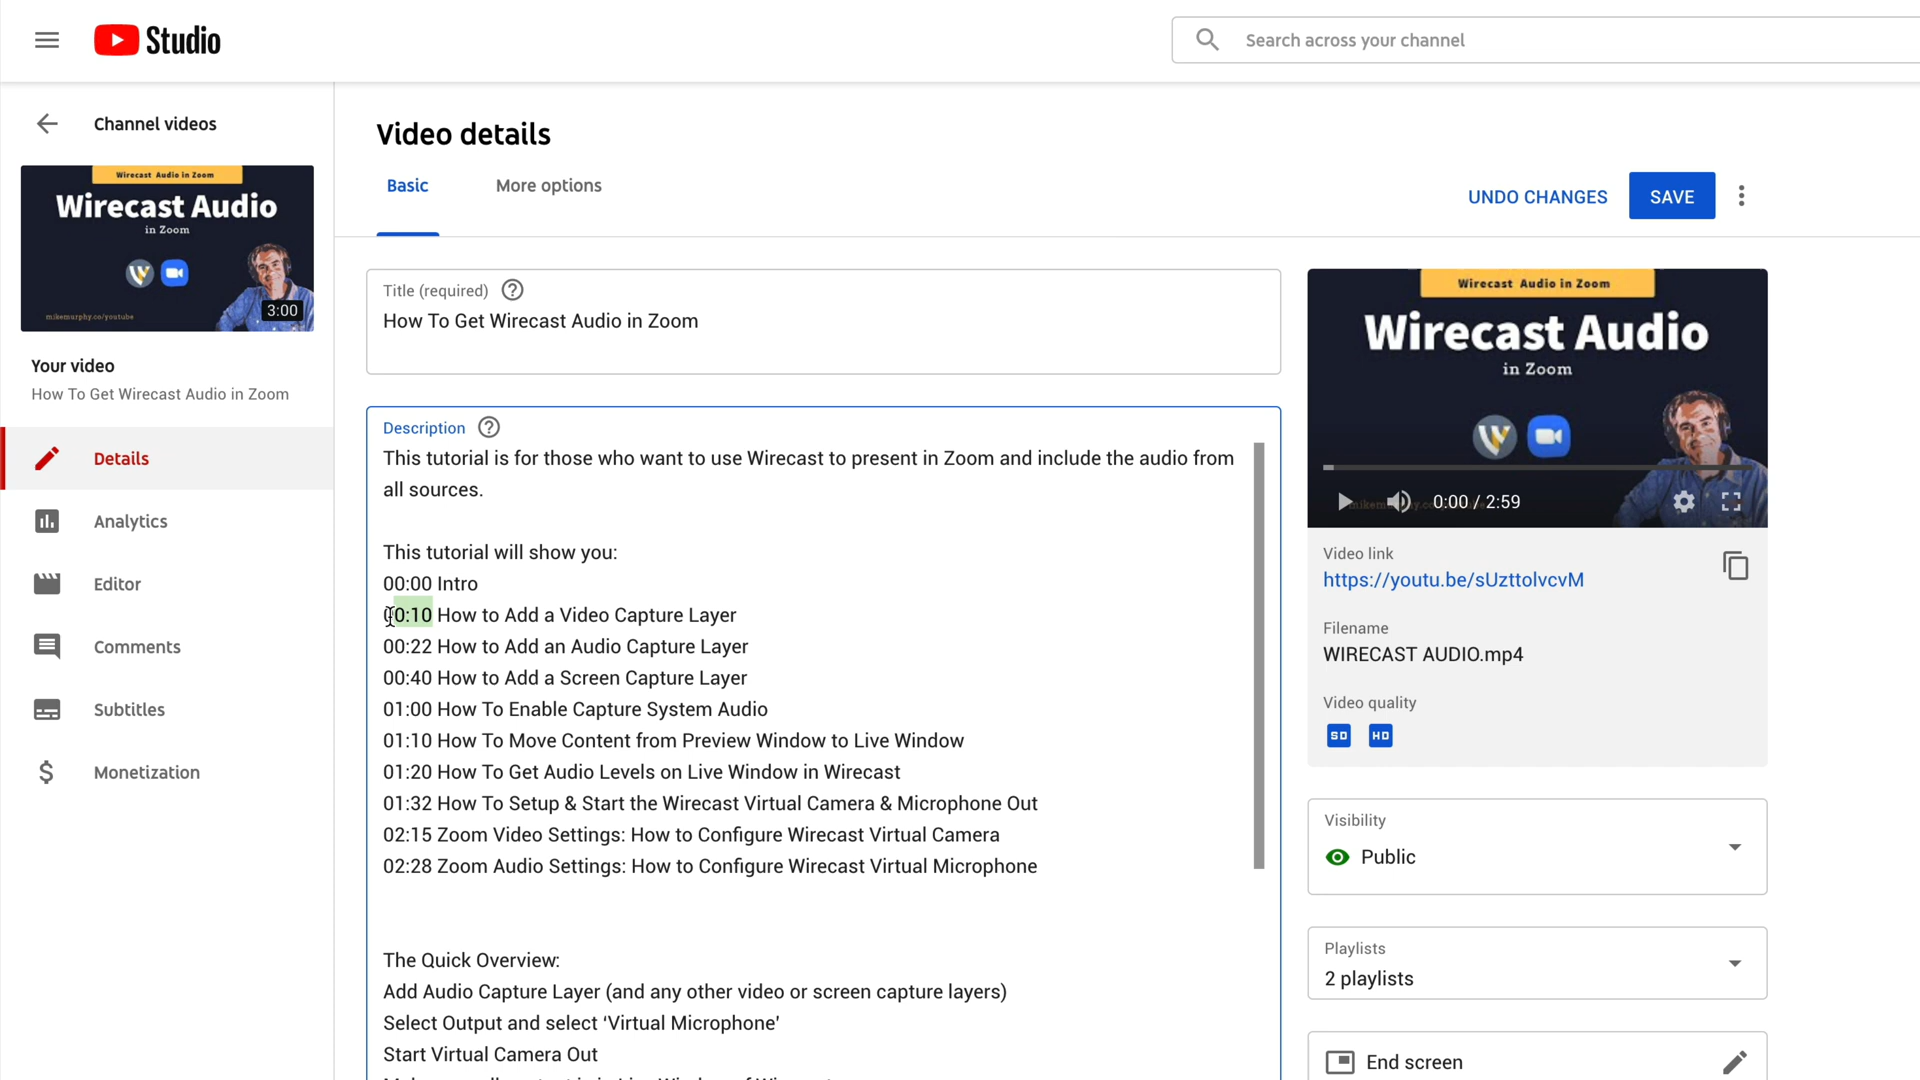 Studio
Search across your channel
Channel videos
Wirecast Audio in Zoom
Wirecast Audio
in Zoom
mikemurphy.co/youtube
3:00
Your video
How To Get Wirecast Audio in Zoom
Details
Analytics
Editor
Comments
Subtitles
Monetization
Video details
Basic
More options
UNDO CHANGES
SAVE
Title (required)
How To Get Wirecast Audio in Zoom
Description
This tutorial is for those who want to use Wirecast to present in Zoom and include the audio from
all sources.
This tutorial will show you:
00:00 Intro
00:10 How to Add a Video Capture Layer
00:22 How to Add an Audio Capture Layer
00:40 How to Add a Screen Capture Layer
01:00 How To Enable Capture System Audio
01:10 How To Move Content from Preview Window to Live Window
01:20 How To Get Audio Levels on Live Window in Wirecast
01:32 How To Setup & Start the Wirecast Virtual Camera & Microphone Out
02:15 Zoom Video Settings: How to Configure Wirecast Virtual Camera
02:28 Zoom Audio Settings: How to Configure Wirecast Virtual Microphone
The Quick Overview:
Add Audio Capture Layer (and any other video or screen capture layers)
Select Output and select ‘Virtual Microphone’
Start Virtual Camera Out
Wirecast Audio in Zoom
Wirecast Audio
in Zoom
0:00 / 2:59
Video link
https://youtu.be/sUzttolvcvM
Filename
WIRECAST AUDIO.mp4
Video quality
SD HD
Visibility
Public
Playlists
2 playlists
End screen